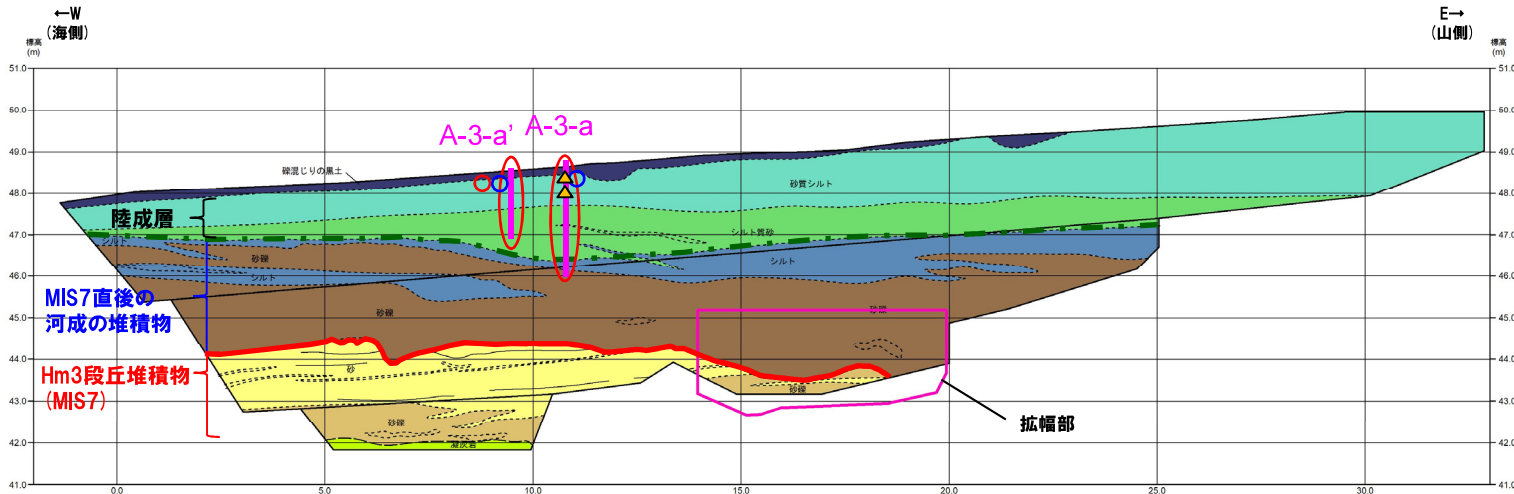 ←W
(海側)
E→
(山側)
標高
(m)
標高
(m)
51.0
51.0
50.0
50.0
49.0
49.0
48.0
48.0
47.0
47.0
46.0
46.0
45.0
45.0
44.0
44.0
43.0
43.0
42.0
42.0
41.0
41.0
A-3-a’
A-3-a
礫混じりの黒土
砂質シルト
陸成層
シルト質砂
シルト
砂礫
シルト
シルト
MIS7直後の
河成の堆積物
砂礫
砂礫
Hm3段丘堆積物
(MIS7)
砂
砂礫
砂礫
凝灰岩
拡幅部
0.0
5.0
10.0
15.0
20.0
25.0
30.0